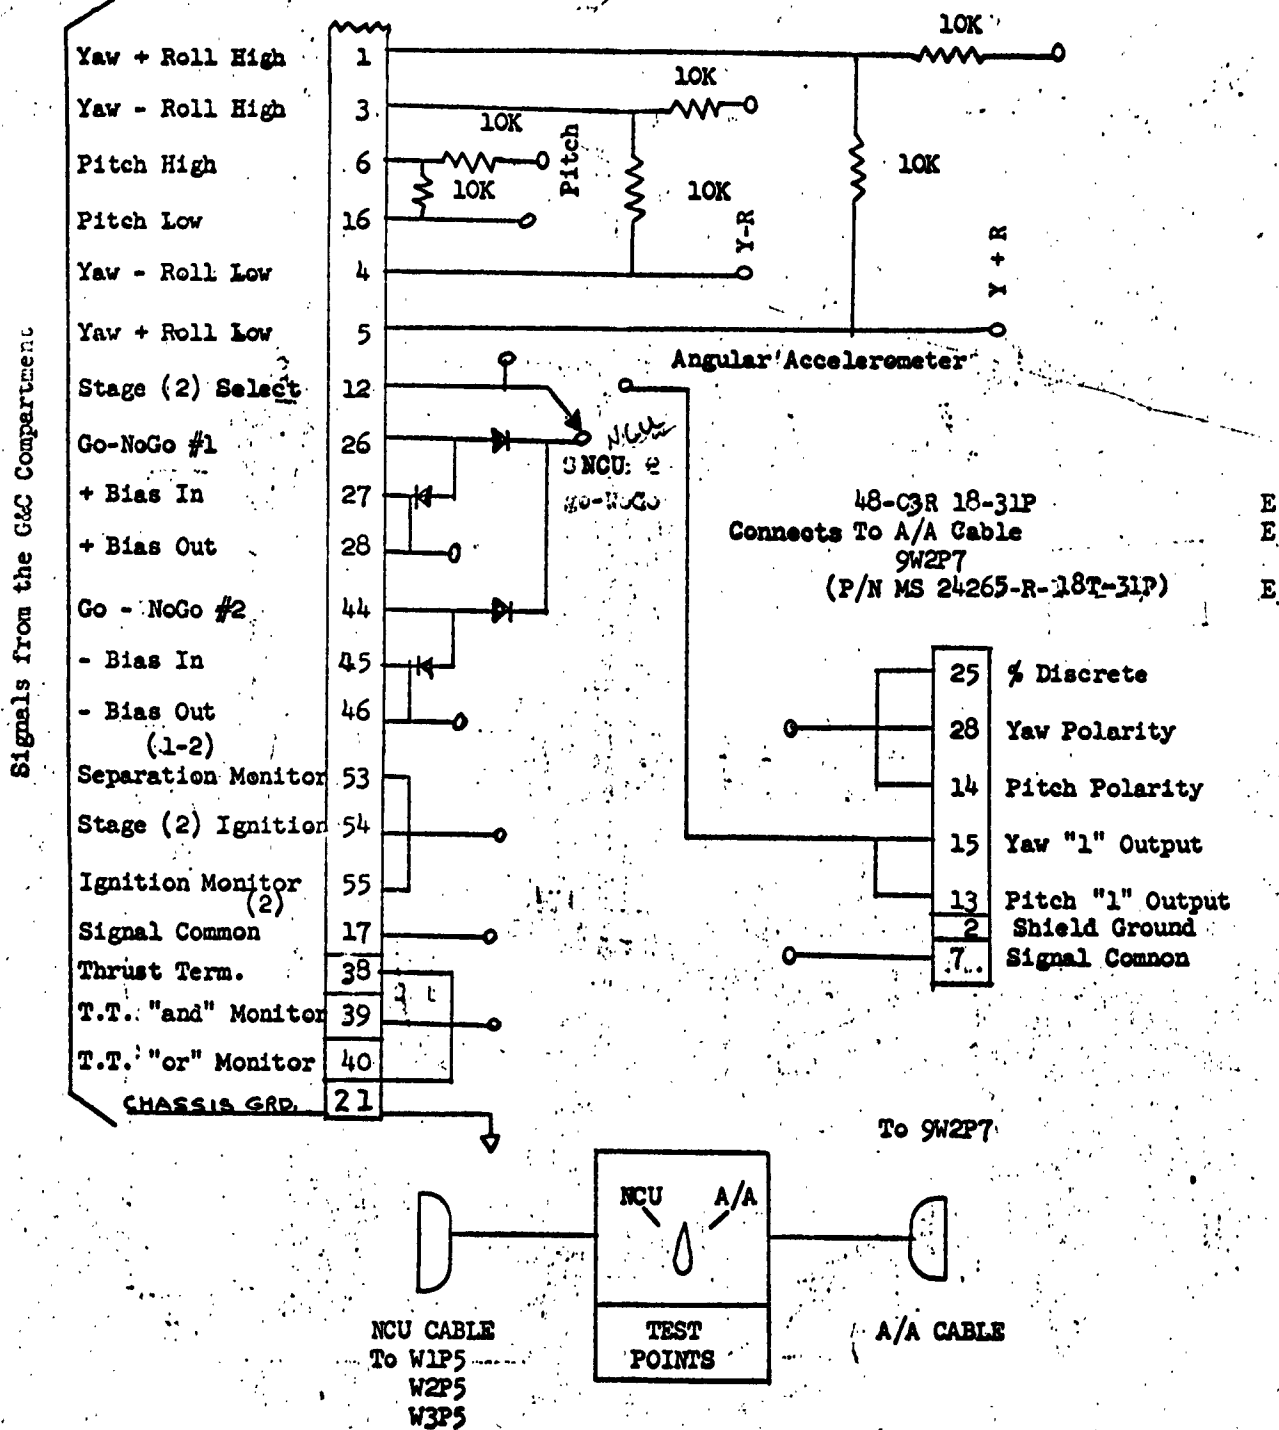 10K
Yaw + Roll High 1
10K
Yaw - Roll High 3
10K
Pitch High 6
Pitch
10K
10K
10K
Pitch Low 16
Y-R
Yaw - Roll Low 4
Y + R
Yaw + Roll Low 5
Angular Accelerometer
Stage (2) Select 12
Go-NoGo #1 26
NCU
NCU
Go-NoGo
+ Bias In 27
+ Bias Out 28
Go - NoGo #2 44
- Bias In 45
- Bias Out 46
(1-2)
Separation Monitor 53
Stage (2) Ignition 54
Ignition Monitor 55
(2)
Signal Common 17
Thrust Term. 38
T.T. "and" Monitor 39
T.T. "or" Monitor 40
CHASSIS GRD. 21
Signals from the G&C Compartment
48-C3R 18-31P E
Connects To A/A Cable E
9W2P7
(P/N MS 24265-R-18T-31P) E
25 % Discrete
28 Yaw Polarity
14 Pitch Polarity
15 Yaw "1" Output
13 Pitch "1" Output
2 Shield Ground
7 Signal Common
To 9W2P7
NCU A/A
NCU CABLE
To W1P5
W2P5
W3P5
TEST
POINTS
A/A CABLE